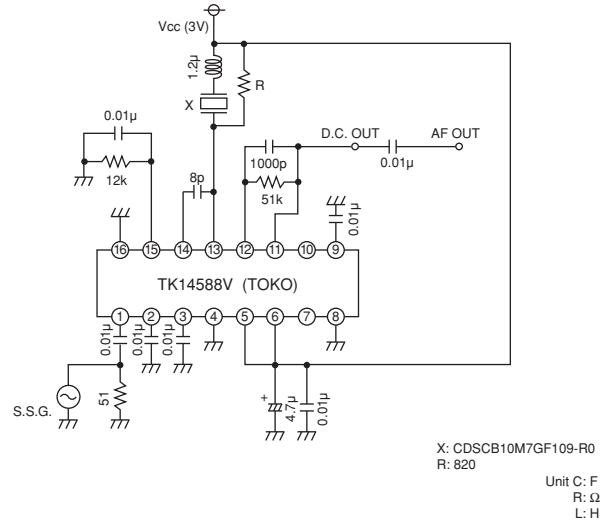 Vcc (3V)
1.2µ
R
X
0.01µ
12k
8p
1000p
51k
D.C. OUT
0.01µ
AF OUT
0.01µ
16 15 14 13 12 11 10 9
TK14588V (TOKO)
1 2 3 4 5 6 7 8
0.01µ
0.01µ
0.01µ
51
S.S.G.
+
4.7µ
0.01µ
X: CDSCB10M7GF109-R0
R: 820
Unit C: F
R: Ω
L: H